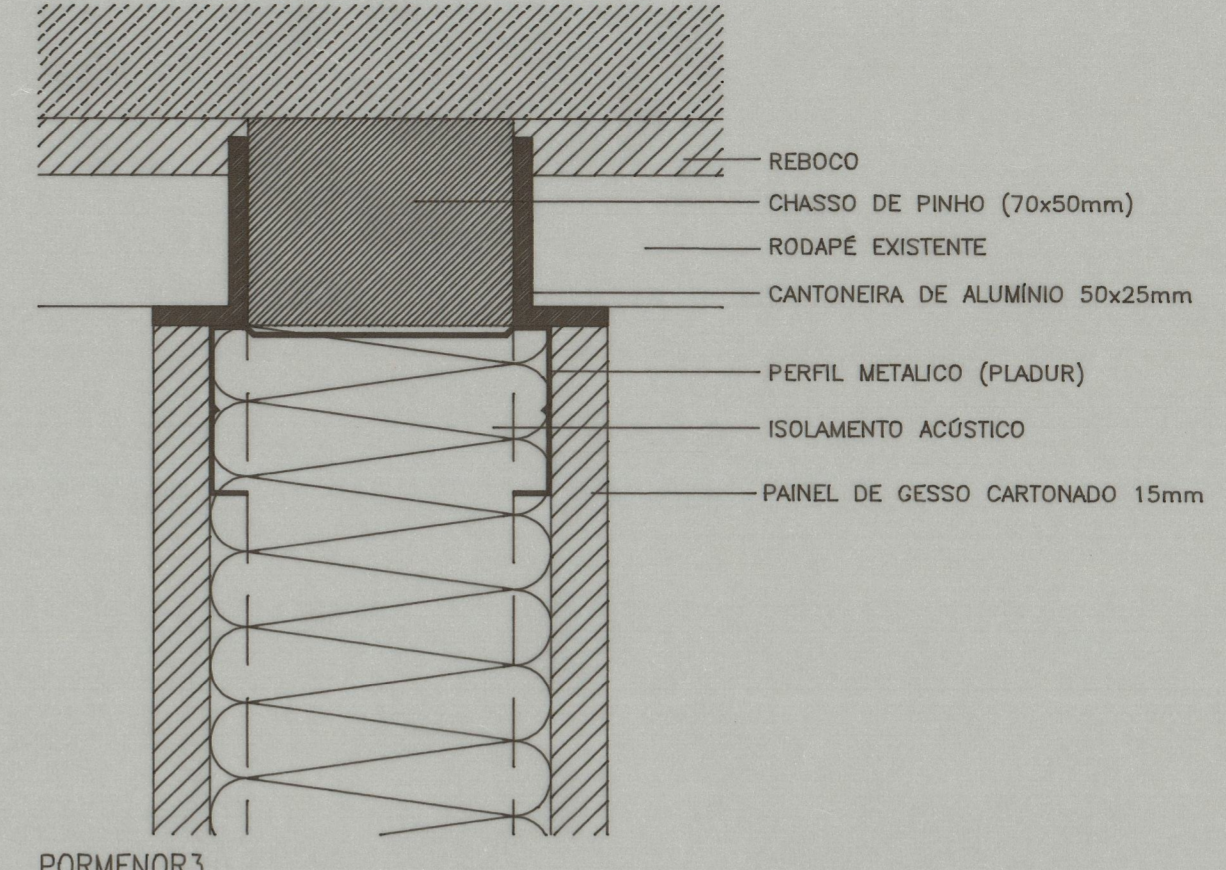 REBOCO
CHASSO DE PINHO (70x50mm)
RODAPÉ EXISTENTE
CANTONEIRA DE ALUMÍNIO 50x25mm
PERFIL METALICO (PLADUR)
ISOLAMENTO ACÚSTICO
PAINEL DE GESSO CARTONADO 15mm
PORMENOR3